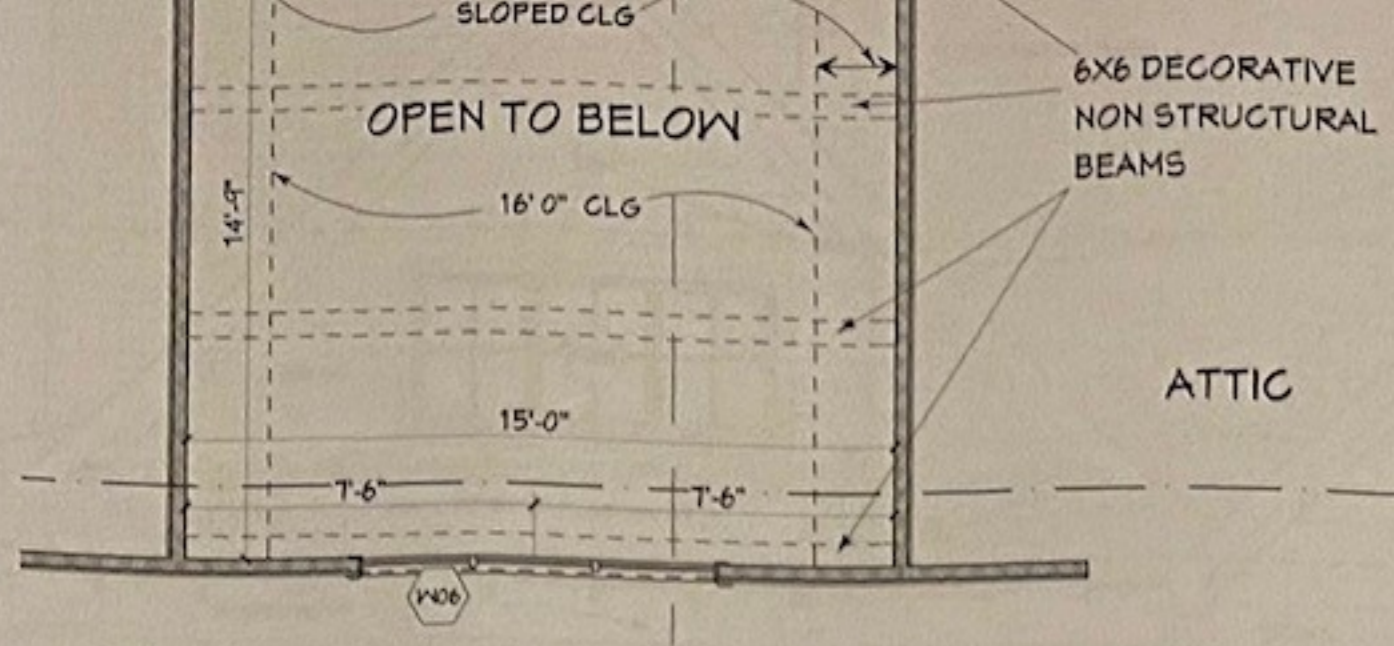 SLOPED CLG
6X6 DECORATIVE
NON STRUCTURAL
BEAMS
OPEN TO BELOW
14'-9"
16' 0" CLG
ATTIC
15'-0"
7'-6"
7'-6"
W06